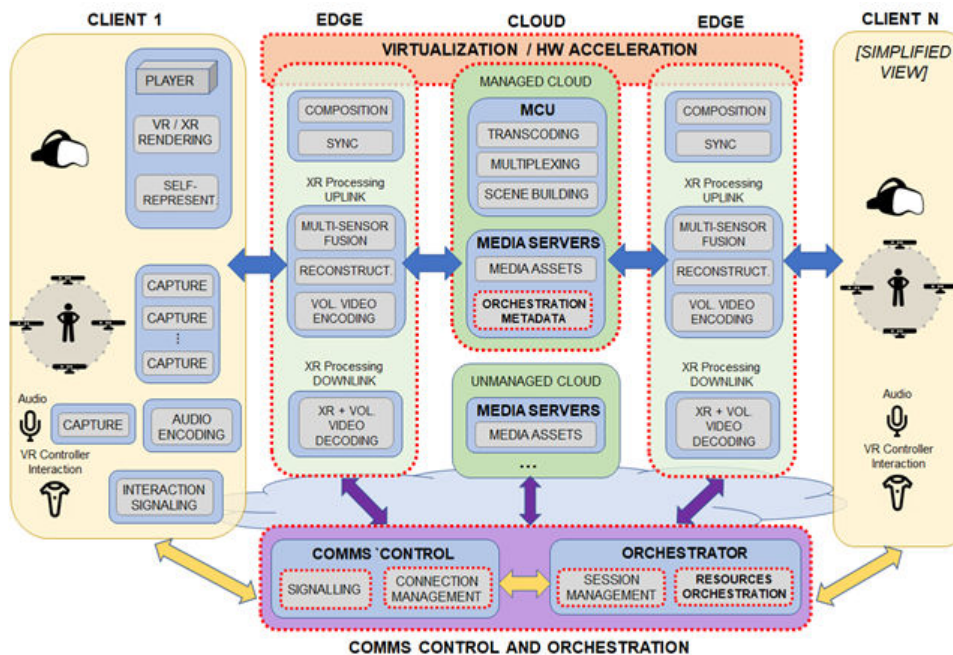 CLIENT 1
EDGE
CLOUD
EDGE
CLIENT N
VIRTUALIZATION / HW ACCELERATION
[SIMPLIFIED
VIEW]
PLAYER
VR / XR
RENDERING
SELF-
REPRESENT.
CAPTURE
CAPTURE
⋮
CAPTURE
Audio
CAPTURE
AUDIO
ENCODING
VR Controller
Interaction
INTERACTION
SIGNALING
COMPOSITION
SYNC
XR Processing
UPLINK
MULTI-SENSOR
FUSION
RECONSTRUCT.
VOL. VIDEO
ENCODING
XR Processing
DOWNLINK
XR + VOL.
VIDEO
DECODING
MANAGED CLOUD
MCU
TRANSCODING
MULTIPLEXING
SCENE BUILDING
MEDIA SERVERS
MEDIA ASSETS
ORCHESTRATION
METADATA
UNMANAGED CLOUD
MEDIA SERVERS
MEDIA ASSETS
...
COMPOSITION
SYNC
XR Processing
UPLINK
MULTI-SENSOR
FUSION
RECONSTRUCT.
VOL. VIDEO
ENCODING
XR Processing
DOWNLINK
XR + VOL.
VIDEO
DECODING
Audio
VR Controller
Interaction
COMMS `CONTROL
SIGNALLING
CONNECTION
MANAGEMENT
ORCHESTRATOR
SESSION
MANAGEMENT
RESOURCES
ORCHESTRATION
COMMS CONTROL AND ORCHESTRATION